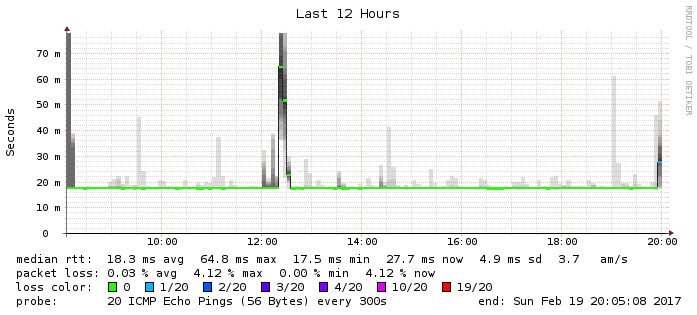 Last 12 Hours
RRDTOOL / TOBI OETIKER
Seconds
70 m
60 m
50 m
40 m
30 m
20 m
10 m
0
10:00 12:00 14:00 16:00 18:00 20:00
median rtt: 18.3 ms avg 64.8 ms max 17.5 ms min 27.7 ms now 4.9 ms sd 3.7 am/s
packet loss: 0.03 % avg 4.12 % max 0.00 % min 4.12 % now
loss color: 0 1/20 2/20 3/20 4/20 10/20 19/20
probe: 20 ICMP Echo Pings (56 Bytes) every 300s end: Sun Feb 19 20:05:08 2017